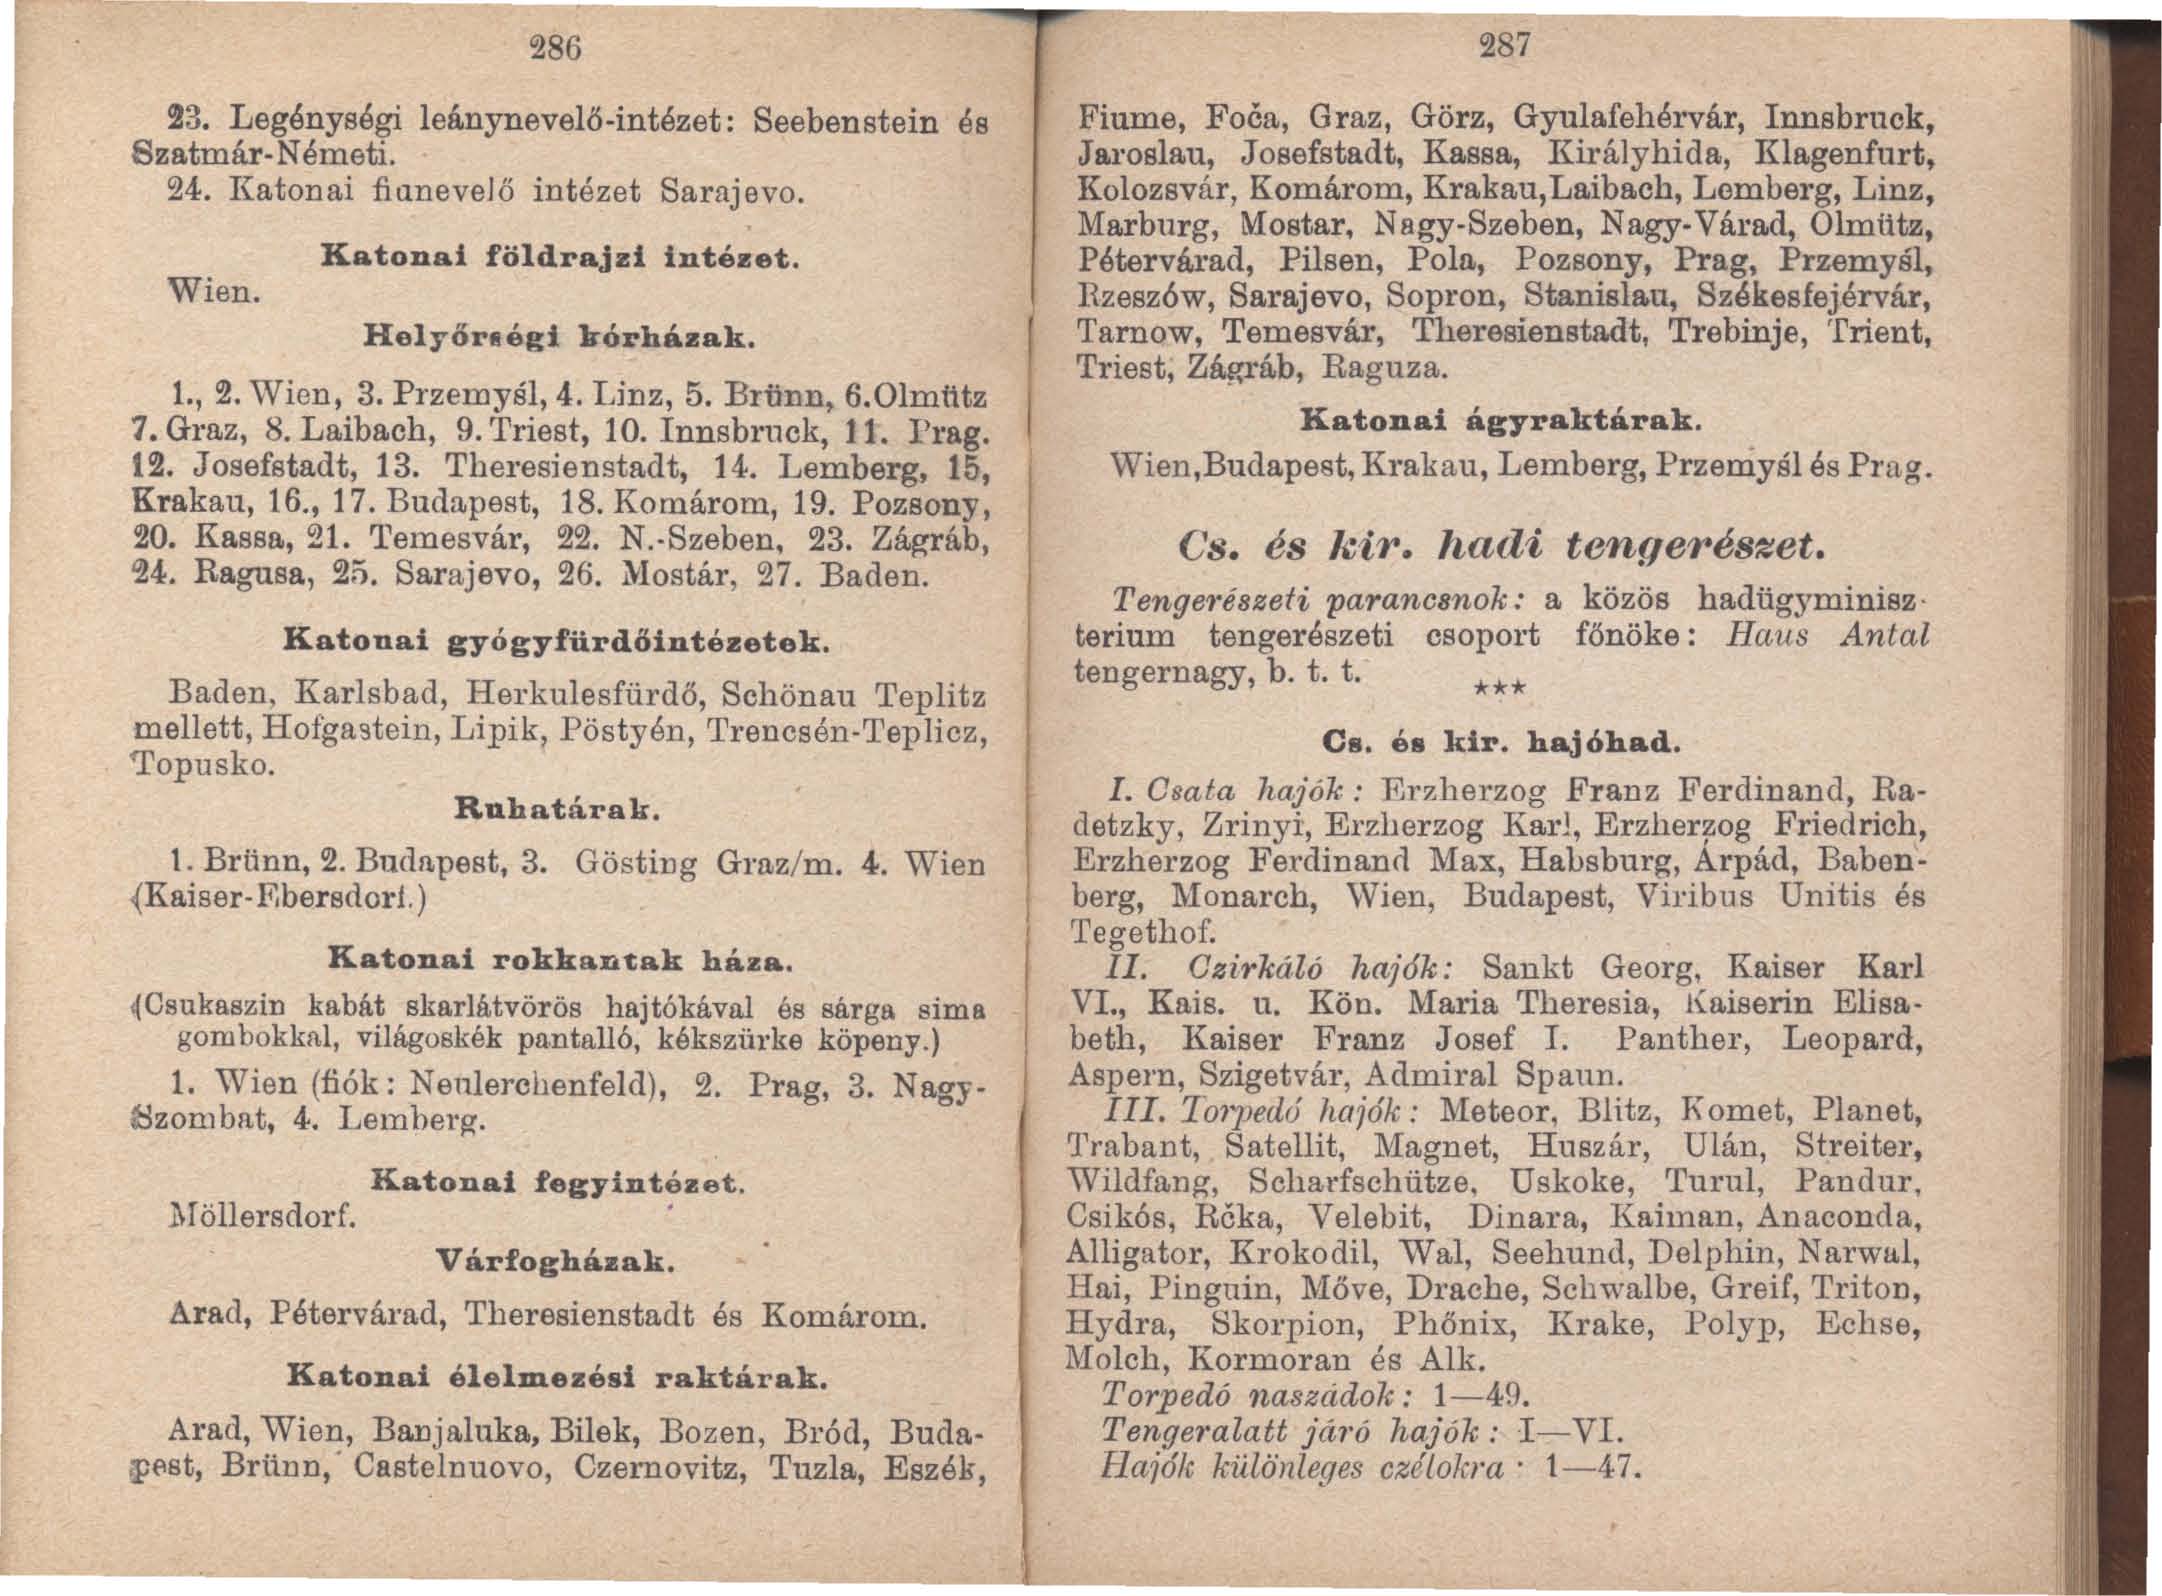 286
23. Legénységi leánynevelő-intézet: Seebenstein és
Szatmár-Németi.
24. Katonai fiunevelő intézet Sarajevo.
Katonai földrajzi intézet.
Wien.
Helyőrségi kórházak.
1., 2. Wien, 3. Przemyśl, 4. Linz, 5. Brünn, 6. Olmütz
7. Graz, 8. Laibach, 9. Triest, 10. Innsbruck, 11. Prag.
12. Josefstadt, 13. Theresienstadt, 14. Lemberg, 15,
Krakau, 16., 17. Budapest, 18. Komárom, 19. Pozsony,
20. Kassa, 21. Temesvár, 22. N.-Szeben, 23. Zágráb,
24. Ragusa, 25. Sarajevo, 26. Mostár, 27. Baden.
Katonai gyógyfürdőintézetek.
Baden, Karlsbad, Herkulesfürdő, Schönau Teplitz
mellett, Hofgastein, Lipik, Pöstyén, Trencsén-Teplicz,
Topusko.
Ruhatárak.
1. Brünn, 2. Budapest, 3. Gösting Graz/m. 4. Wien
(Kaiser-Ebersdorf.)
Katonai rokkantak háza.
(Csukaszin kabát skarlátvörös hajtókával és sárga sima
gombokkal, világoskék pantalló, kékszürke köpeny.)
1. Wien (fiók: Neulerchenfeld), 2. Prag, 3. Nagy-
Szombat, 4. Lemberg.
Katonai fegyintézet.
Möllersdorf.
Várfogházak.
Arad, Pétervárad, Theresienstadt és Komárom.
Katonai élelmezési raktárak.
Arad, Wien, Banjaluka, Bilek, Bozen, Bród, Buda-
pest, Brünn, Castelnuovo, Czernovitz, Tuzla, Eszék,
287
Fiume, Foča, Graz, Görz, Gyulafehérvár, Innsbruck,
Jaroslau, Josefstadt, Kassa, Királyhida, Klagenfurt,
Kolozsvár, Komárom, Krakau, Laibach, Lemberg, Linz,
Marburg, Mostar, Nagy-Szeben, Nagy-Várad, Olmütz,
Pétervárad, Pilsen, Pola, Pozsony, Prag, Przemyśl,
Rzeszów, Sarajevo, Sopron, Stanislau, Székesfejérvár,
Tarnow, Temesvár, Theresienstadt, Trebinje, Trient,
Triest, Zágráb, Raguza.
Katonai ágyraktárak.
Wien, Budapest, Krakau, Lemberg, Przemyśl és Prag.
Cs. és kir. hadi tengerészet.
Tengerészeti parancsnok: a közös hadügyminisz-
terium tengerészeti csoport főnöke: Haus Antal
tengernagy, b. t. t.
***
Cs. és kir. hajóhad.
I. Csata hajók: Erzherzog Franz Ferdinand, Ra-
detzky, Zrinyi, Erzherzog Karl, Erzherzog Friedrich,
Erzherzog Ferdinand Max, Habsburg, Árpád, Baben-
berg, Monarch, Wien, Budapest, Viribus Unitis és
Tegethof.
II. Czirkáló hajók: Sankt Georg, Kaiser Karl
VI., Kais. u. Kön. Maria Theresia, Kaiserin Elisa-
beth, Kaiser Franz Josef I. Panther, Leopard,
Aspern, Szigetvár, Admiral Spaun.
III. Torpedó hajók: Meteor, Blitz, Komet, Planet,
Trabant, Satellit, Magnet, Huszár, Ulán, Streiter,
Wildfang, Scharfschütze, Uskoke, Turul, Pandur,
Csikós, Rčka, Velebit, Dinara, Kaiman, Anaconda,
Alligator, Krokodil, Wal, Seehund, Delphin, Narwal,
Hai, Pinguin, Mőve, Drache, Schwalbe, Greif, Triton,
Hydra, Skorpion, Phőnix, Krake, Polyp, Echse,
Molch, Kormoran és Alk.
Torpedó naszádok: 1—49.
Tengeralatt járó hajók: I—VI.
Hajók különleges czélokra: 1—47.